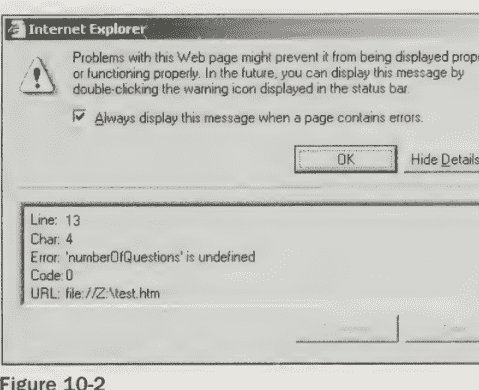 Internet Explorer
Problems with this Web page might prevent it from being displayed prope
or functioning properly. In the future, you can display this message by
double-clicking the warning icon displayed in the status bar.
Always display this message when a page contains errors.
OK
Hide Details
Line: 13
Char: 4
Error: 'numberOfQuestions' is undefined
Code: 0
URL: file://Z:\test.htm
Figure 10-2